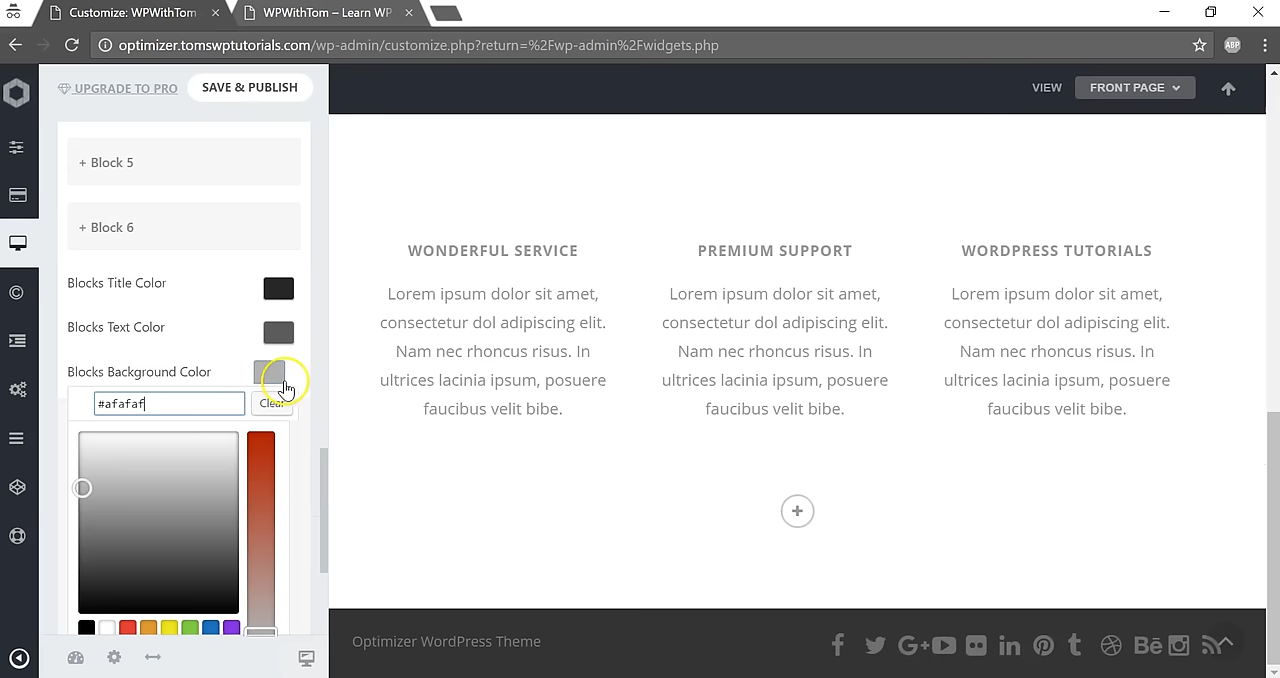 Customize: WPWithTom
WPWithTom – Learn WP
optimizer.tomswptutorials.com/wp-admin/customize.php?return=%2Fwp-admin%2Fwidgets.php
ABP
UPGRADE TO PRO
SAVE & PUBLISH
VIEW
FRONT PAGE
+ Block 5
+ Block 6
Blocks Title Color
Blocks Text Color
Blocks Background Color
#afafaf
Clear
WONDERFUL SERVICE
Lorem ipsum dolor sit amet,
consectetur dol adipiscing elit.
Nam nec rhoncus risus. In
ultrices lacinia ipsum, posuere
faucibus velit bibe.
PREMIUM SUPPORT
Lorem ipsum dolor sit amet,
consectetur dol adipiscing elit.
Nam nec rhoncus risus. In
ultrices lacinia ipsum, posuere
faucibus velit bibe.
WORDPRESS TUTORIALS
Lorem ipsum dolor sit amet,
consectetur dol adipiscing elit.
Nam nec rhoncus risus. In
ultrices lacinia ipsum, posuere
faucibus velit bibe.
Optimizer WordPress Theme